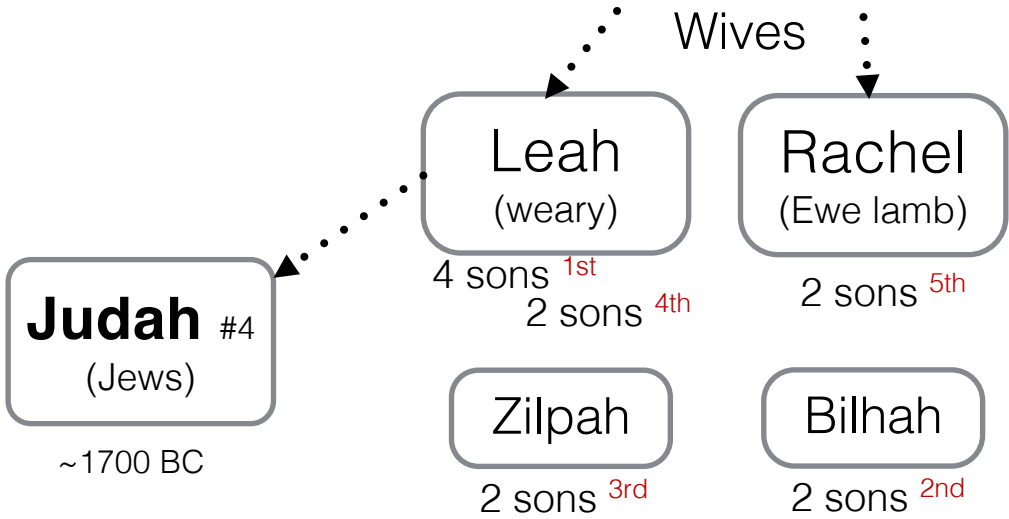 Wives
Leah
(weary)
Rachel
(Ewe lamb)
4 sons 1st
2 sons 4th
2 sons 5th
Judah #4
(Jews)
~1700 BC
Zilpah
2 sons 3rd
Bilhah
2 sons 2nd